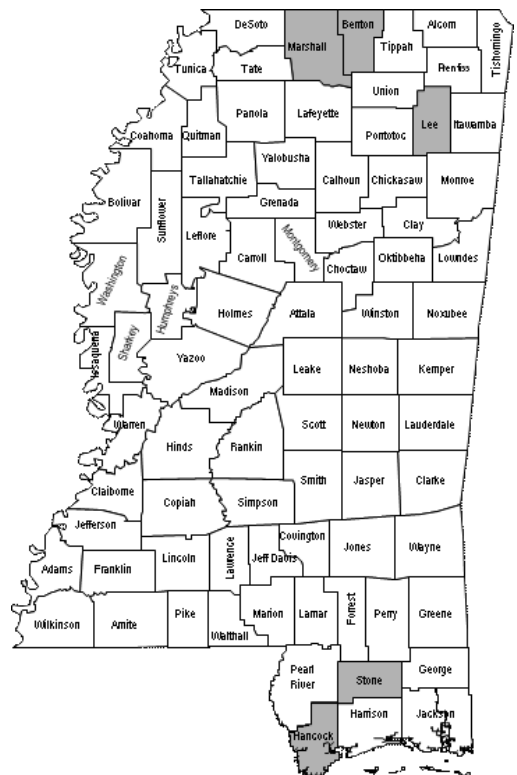 DeSoto
Marshall
Benton
Alcorn
Tippah
Tishomingo
Tunica
Tate
Prentiss
Union
Panola
Lafeyette
Lee
Itawamba
Coahoma
Quitman
Pontotoc
Yalobusha
Tallahatchie
Calhoun
Chickasaw
Monroe
Bolivar
Sunflower
Grenada
Leflore
Webster
Clay
Montgomery
Carroll
Choctaw
Oktibbeha
Lowndes
Washington
Humphreys
Holmes
Attala
Winston
Noxubee
Issaquena
Sharkey
Yazoo
Leake
Neshoba
Kemper
Madison
Warren
Scott
Newton
Lauderdale
Hinds
Rankin
Claiborne
Smith
Jasper
Clarke
Copiah
Simpson
Jefferson
Covington
Lincoln
Lawrence
Jeff Davis
Jones
Wayne
Adams
Franklin
Wilkinson
Amite
Pike
Walthall
Marion
Lamar
Forrest
Perry
Greene
Pearl
River
Stone
George
Hancock
Harrison
Jackson